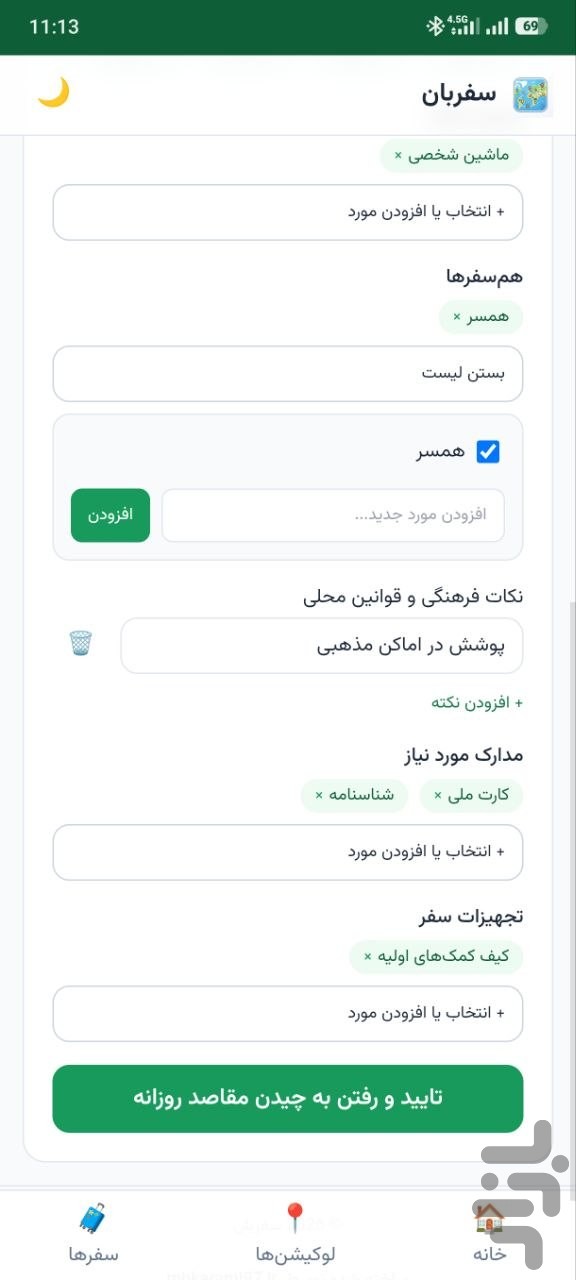 11:13
4.5G
69
سفربان
ماشین شخصی ×
+ انتخاب یا افزودن مورد
هم‌سفرها
همسر ×
بستن لیست
همسر
افزودن مورد جدید...
افزودن
نکات فرهنگی و قوانین محلی
پوشش در اماکن مذهبی
+ افزودن نکته
مدارک مورد نیاز
کارت ملی × شناسنامه ×
+ انتخاب یا افزودن مورد
تجهیزات سفر
کیف کمک‌های اولیه ×
+ انتخاب یا افزودن مورد
تایید و رفتن به چیدن مقاصد روزانه
خانه
لوکیشن‌ها
سفرها